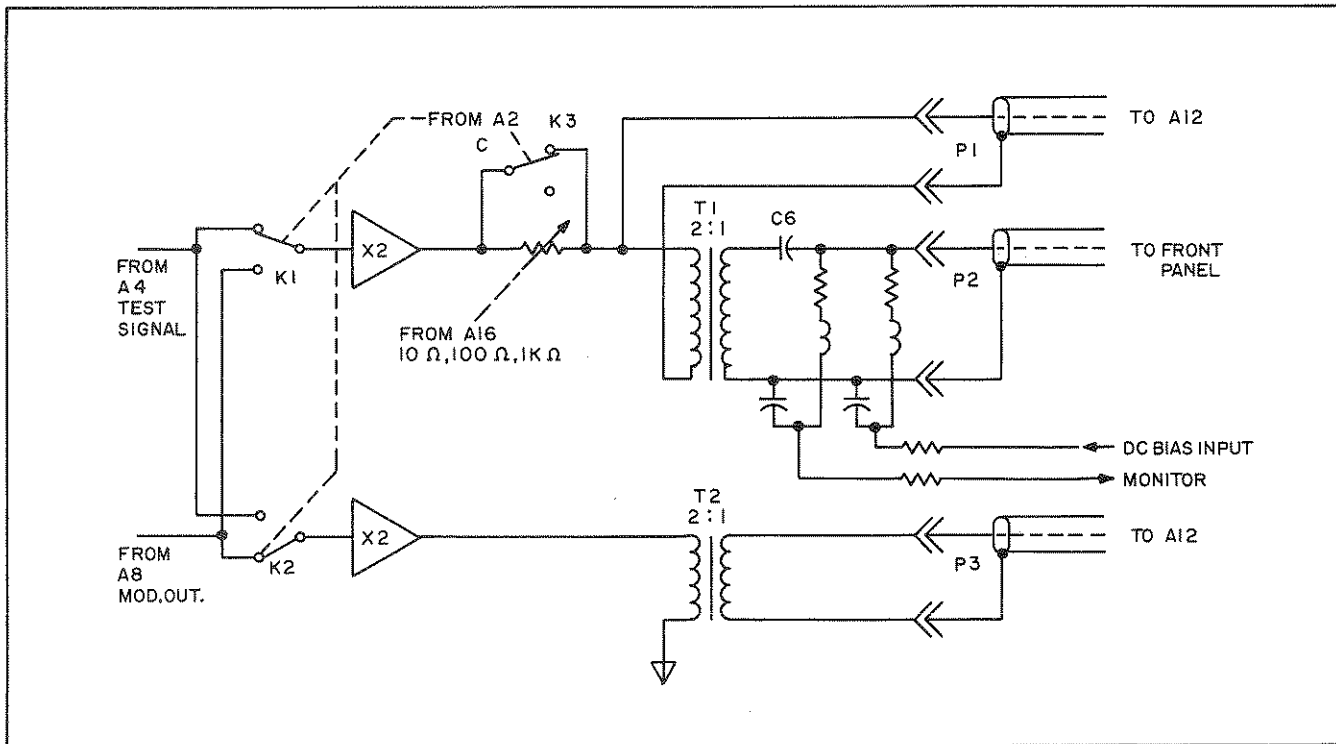 FROM A2
K3
C
TO A12
P1
T1
2:1
C6
X2
TO FRONT
PANEL
P2
K1
FROM
A4
TEST
SIGNAL
FROM A16
10 Ω, 100 Ω, 1K Ω
DC BIAS INPUT
MONITOR
T2
2:1
X2
TO A12
P3
K2
FROM
A8
MOD. OUT.